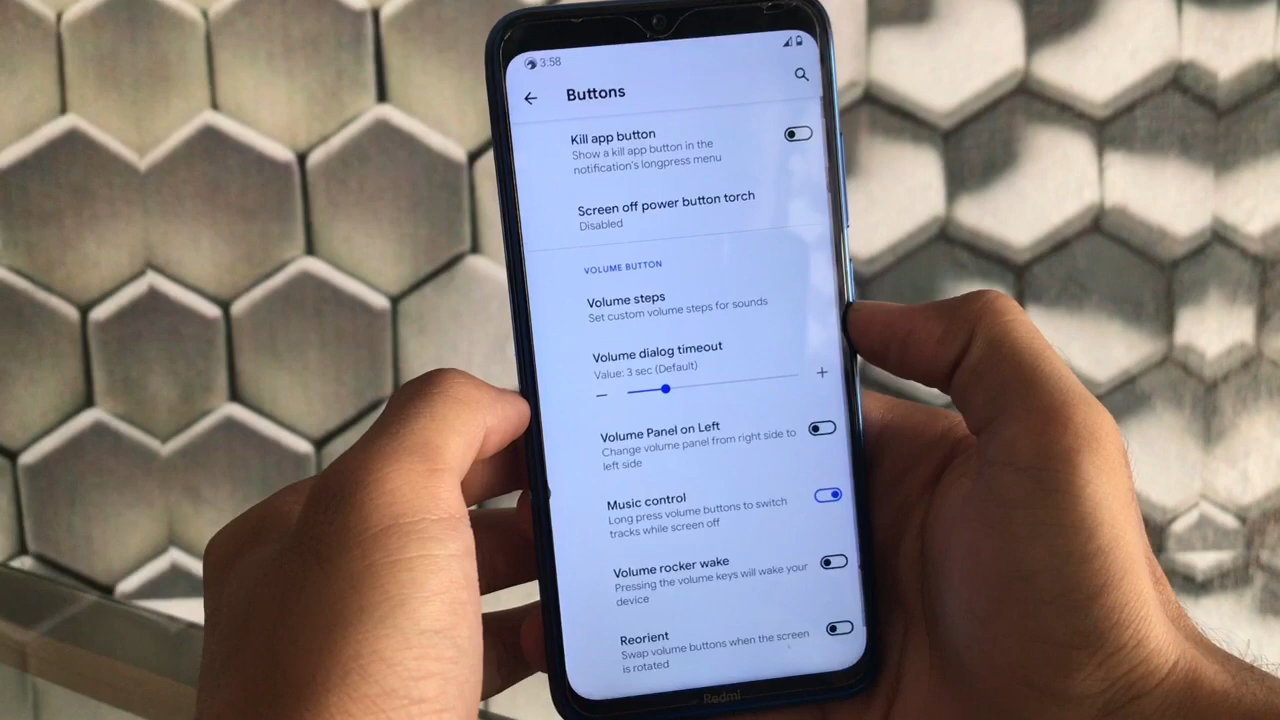 3:58
Buttons
Kill app button
Show a kill app button in the
notification's longpress menu
Screen off power button torch
Disabled
VOLUME BUTTON
Volume steps
Set custom volume steps for sounds
Volume dialog timeout
Value: 3 sec (Default)
Volume Panel on Left
Change volume panel from right side to
left side
Music control
Long press volume buttons to switch
tracks while screen off
Volume rocker wake
Pressing the volume keys will wake your
device
Reorient
Swap volume buttons when the screen
is rotated
Redmi